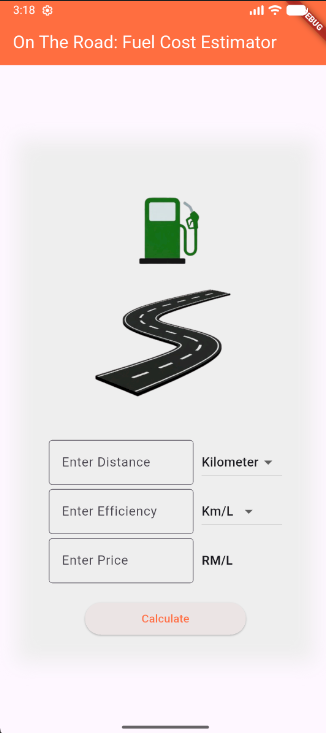 3:18
DEBUG
On The Road: Fuel Cost Estimator
Enter Distance Kilometer
Enter Efficiency Km/L
Enter Price RM/L
Calculate